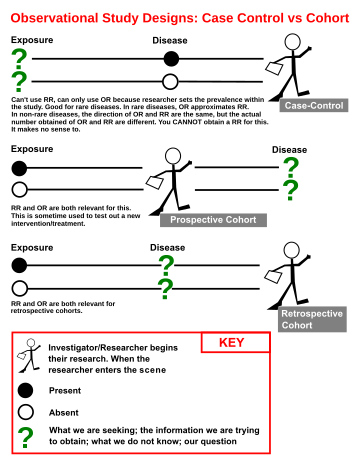 Observational Study Designs: Case Control vs Cohort
Exposure
Disease
?
?
Can't use RR, can only use OR because researcher sets the prevalence within
the study. Good for rare diseases. In rare diseases, OR approximates RR.
In non-rare diseases, the direction of OR and RR are the same, but the actual
number obtained of OR and RR are different. You CANNOT obtain a RR for this.
It makes no sense to.
Case-Control
Exposure
Disease
?
?
RR and OR are both relevant for this.
This is sometime used to test out a new
intervention/treatment.
Prospective Cohort
Exposure
Disease
?
?
RR and OR are both relevant for
retrospective cohorts.
Retrospective
Cohort
KEY
Investigator/Researcher begins
their research. When the
researcher enters the scene
Present
Absent
?
What we are seeking; the information we are trying
to obtain; what we do not know; our question